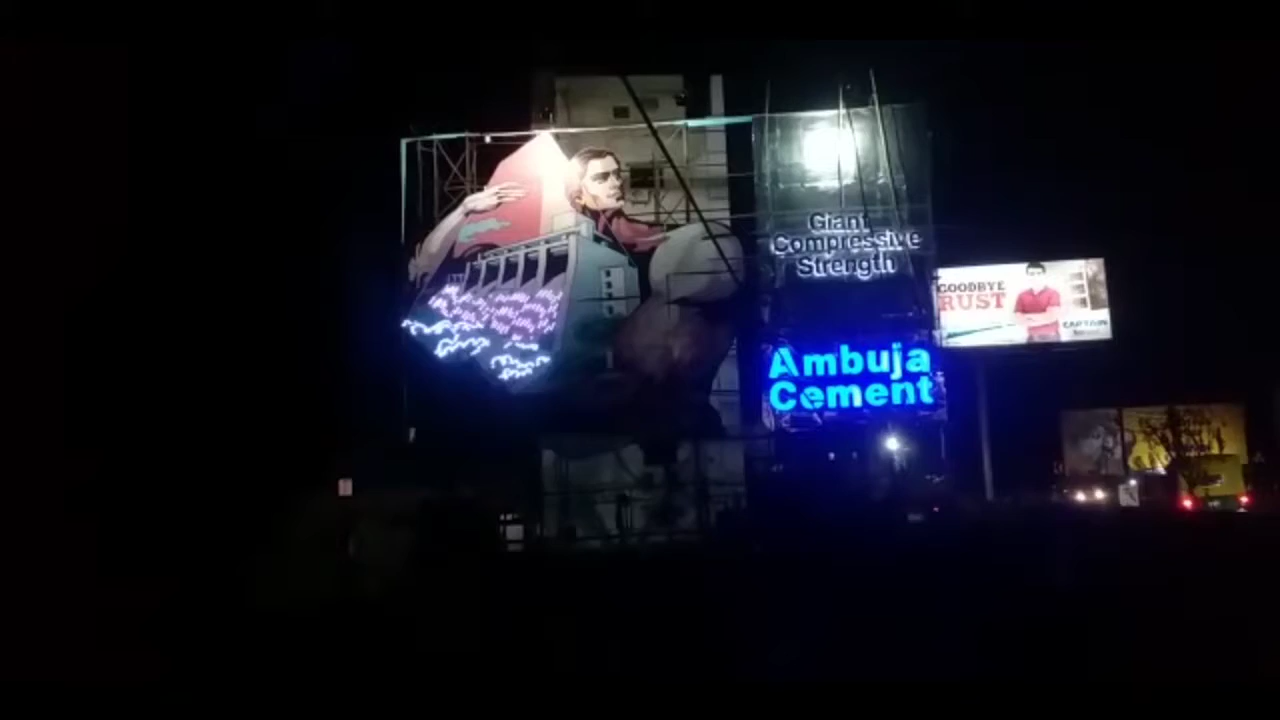 Giant
Compressive
Strength
Ambuja
Cement
GOODBYE
RUST
CAPTAIN